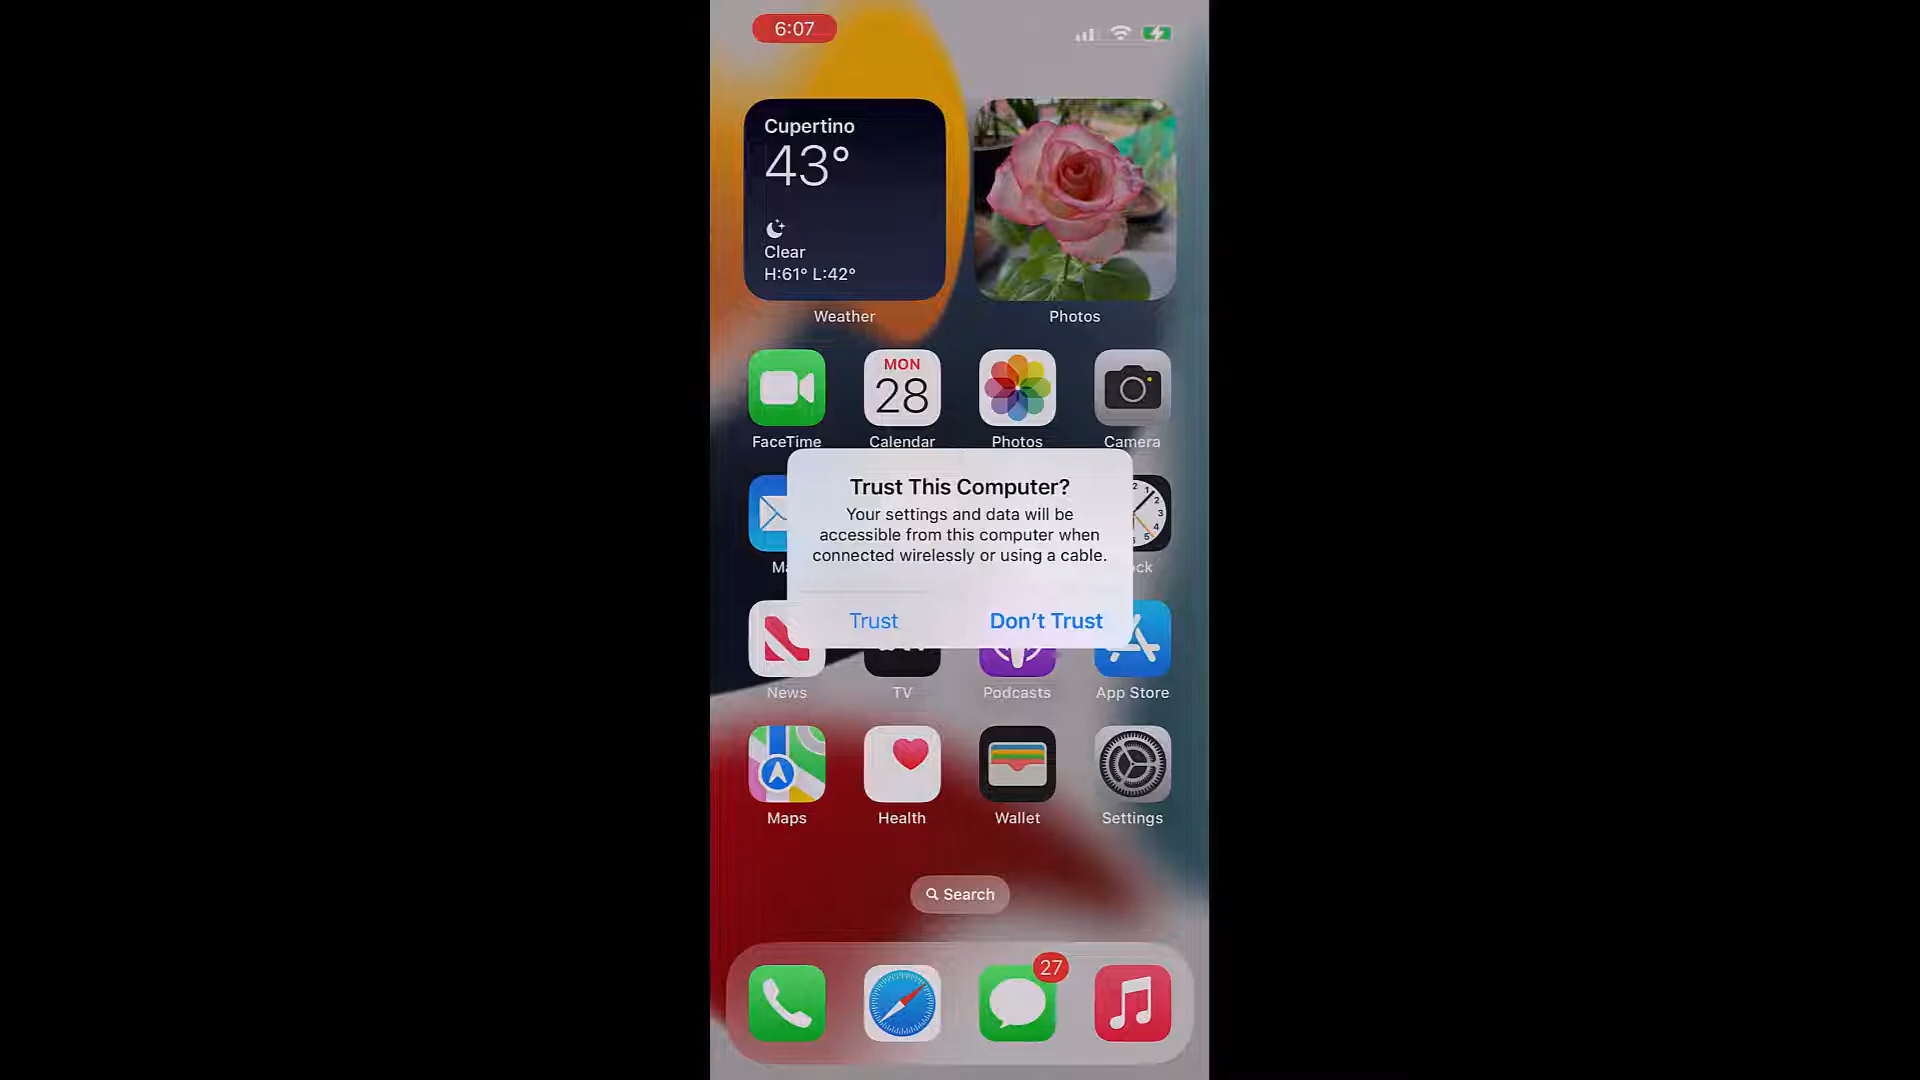 6:07
Cupertino
43°
Clear
H:61° L:42°
Weather
Photos
MON
28
FaceTime
Calendar
Photos
Camera
Trust This Computer?
Your settings and data will be
accessible from this computer when
connected wirelessly or using a cable.
Trust
Don’t Trust
News
TV
Podcasts
App Store
Maps
Health
Wallet
Settings
Search
27